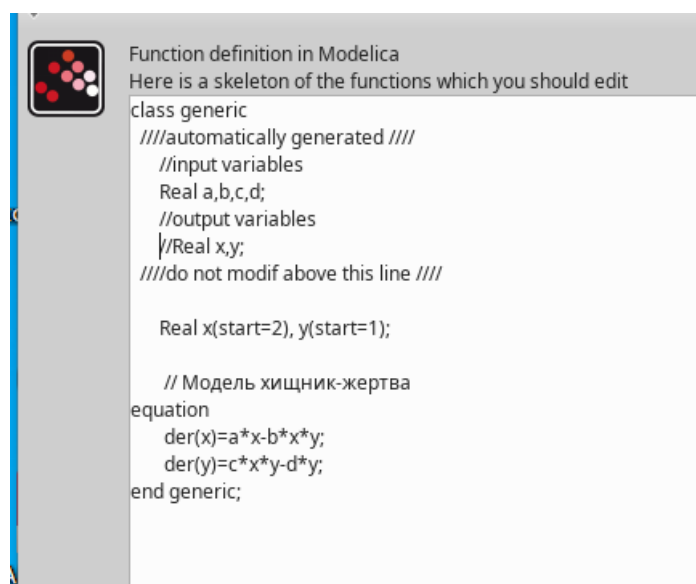 Function definition in Modelica
Here is a skeleton of the functions which you should edit
class generic
////automatically generated ////
//input variables
Real a,b,c,d;
//output variables
//Real x,y;
////do not modif above this line ////
Real x(start=2), y(start=1);
// Модель хищник-жертва
equation
der(x)=a*x-b*x*y;
der(y)=c*x*y-d*y;
end generic;